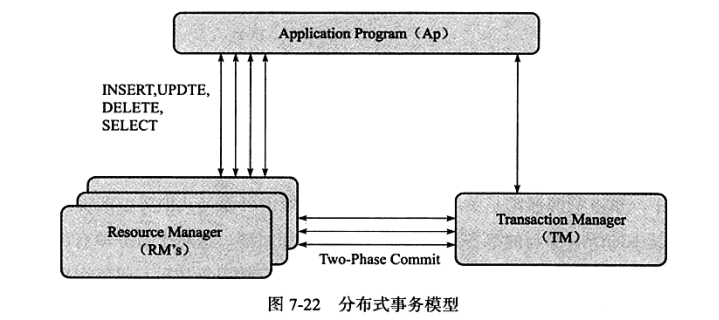 Application Program（Ap）
INSERT,UPDTE,
DELETE,
SELECT
Resource Manager
（RM's）
Transaction Manager
（TM）
Two-Phase Commit
图 7-22 分布式事务模型